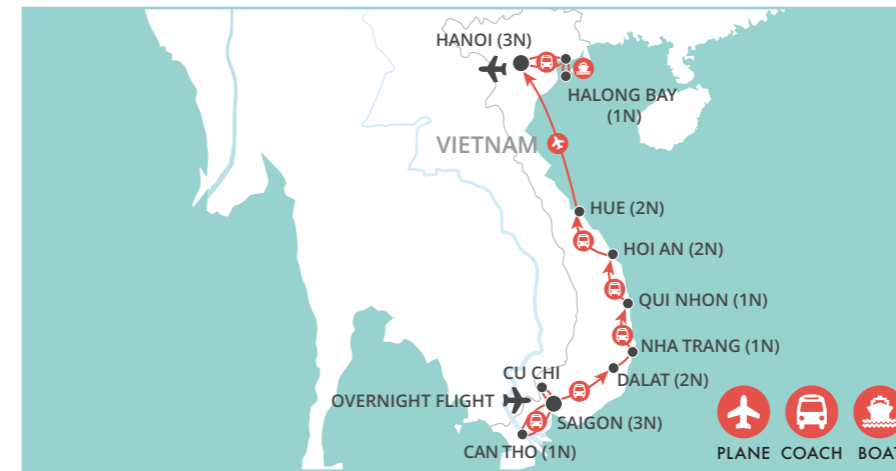 HANOI (3N)
HALONG BAY
(1N)
VIETNAM
HUE (2N)
HOI AN (2N)
QUI NHON (1N)
NHA TRANG (1N)
CU CHI
DALAT (2N)
OVERNIGHT FLIGHT
SAIGON (3N)
CAN THO (1N)
PLANE COACH BOAT